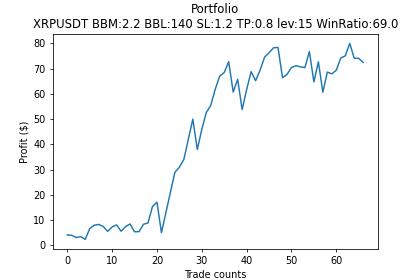 Portfolio
XRPUSDT BBM:2.2 BBL:140 SL:1.2 TP:0.8 lev:15 WinRatio:69.0
80
70
60
50
40
30
20
10
0
Profit ($)
0 10 20 30 40 50 60
Trade counts